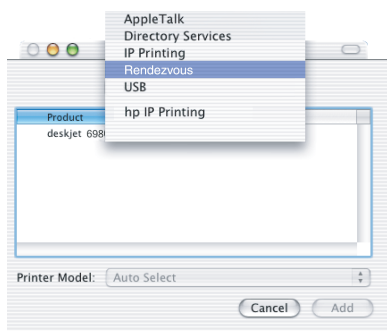 AppleTalk
Directory Services
IP Printing
Rendezvous
USB
hp IP Printing
Product
deskjet 698
Printer Model: Auto Select
Cancel Add